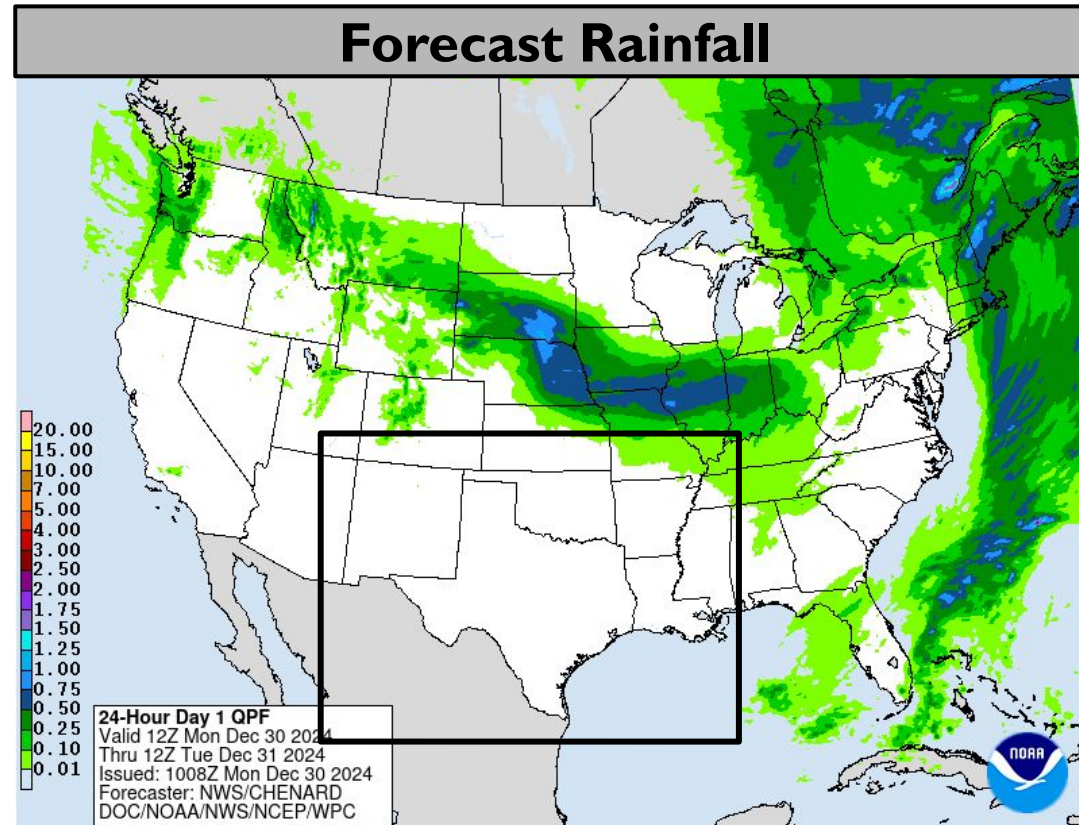 Forecast Rainfall
20.00
15.00
10.00
7.00
5.00
4.00
3.00
2.50
2.00
1.75
1.50
1.25
1.00
0.75
0.50
0.25
0.10
0.01
24-Hour Day 1 QPF
Valid 12Z Mon Dec 30 2024
Thru 12Z Tue Dec 31 2024
Issued: 1008Z Mon Dec 30 2024
Forecaster: NWS/CHENARD
DOC/NOAA/NWS/NCEP/WPC
NOAA